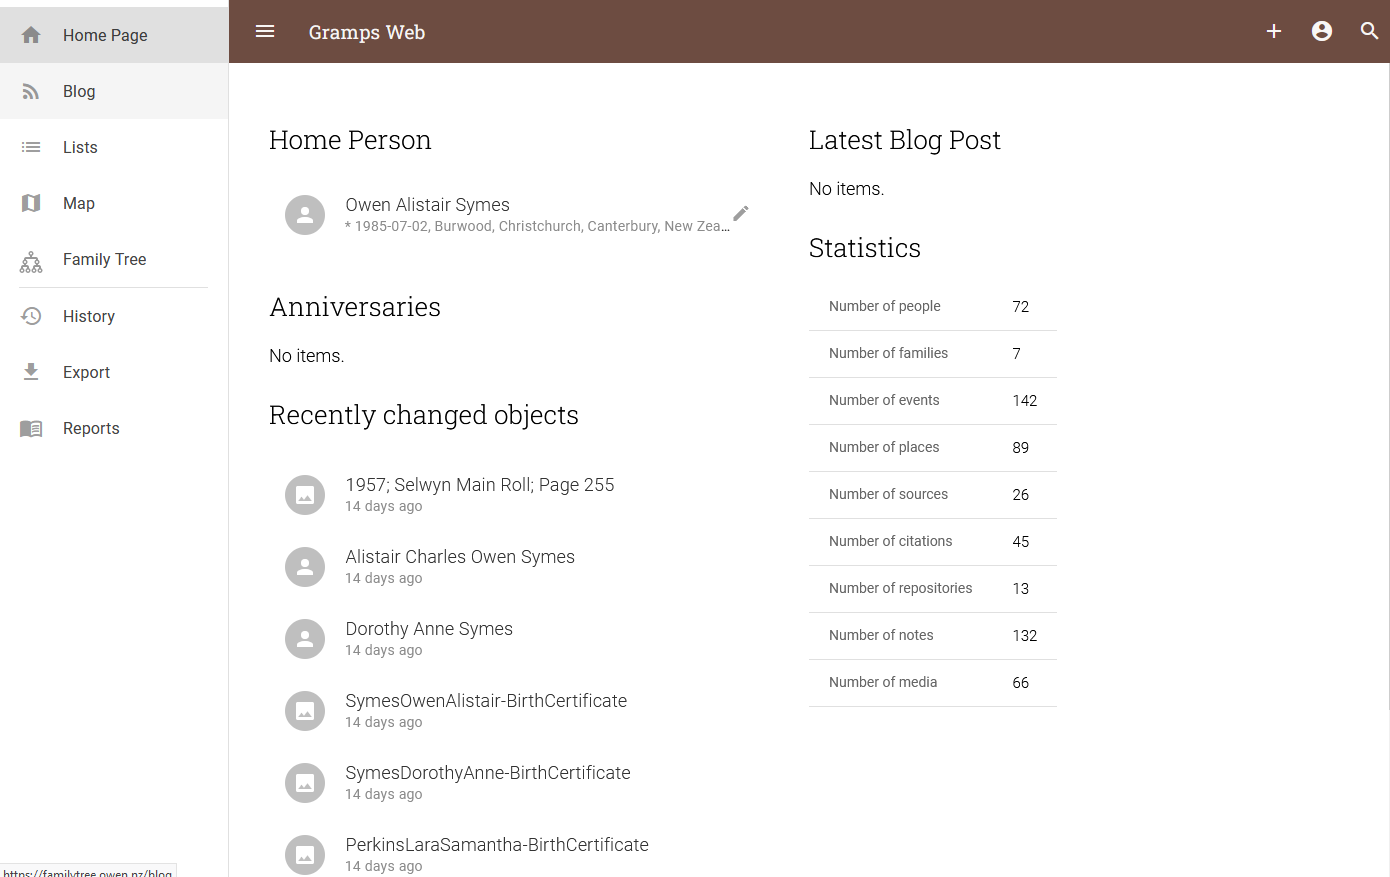 Home Page
Blog
Lists
Map
Family Tree
History
Export
Reports
Gramps Web
Home Person
Owen Alistair Symes
* 1985-07-02, Burwood, Christchurch, Canterbury, New Zea...
Anniversaries
No items.
Recently changed objects
1957; Selwyn Main Roll; Page 255
14 days ago
Alistair Charles Owen Symes
14 days ago
Dorothy Anne Symes
14 days ago
SymesOwenAlistair-BirthCertificate
14 days ago
SymesDorothyAnne-BirthCertificate
14 days ago
PerkinsLaraSamantha-BirthCertificate
14 days ago
Latest Blog Post
No items.
Statistics
Number of people 72
Number of families 7
Number of events 142
Number of places 89
Number of sources 26
Number of citations 45
Number of repositories 13
Number of notes 132
Number of media 66
https://familytree.owen.nz/blog